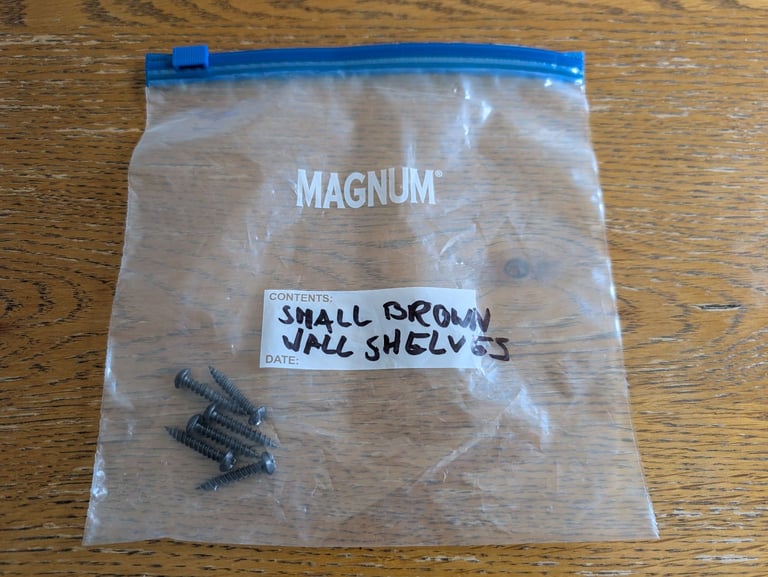 MAGNUM®
CONTENTS:
SMALL BROWN
WALL SHELVES
DATE: